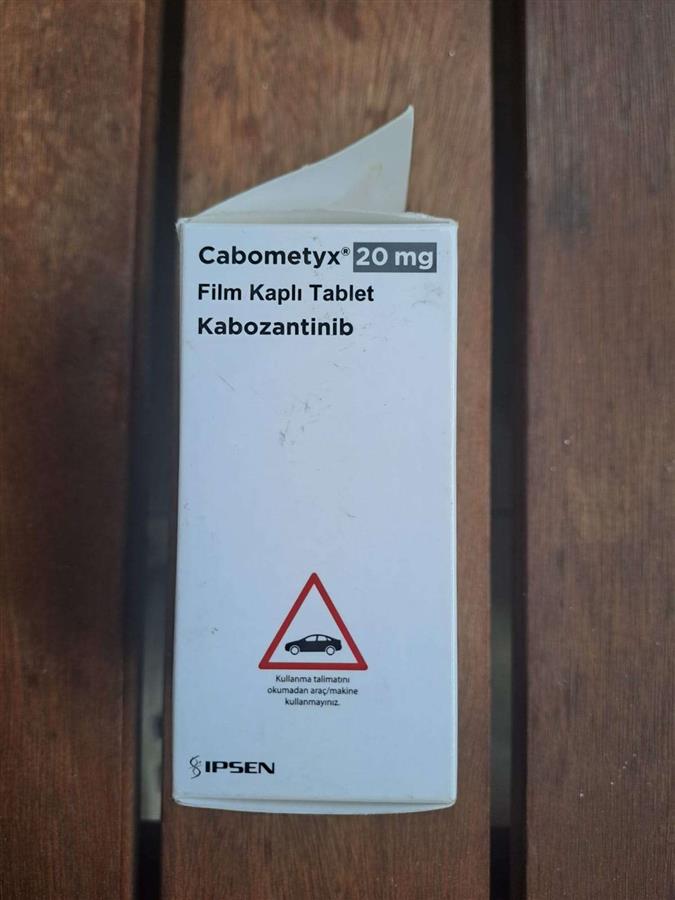 Cabometyx® 20 mg
Film Kaplı Tablet
Kabozantinib
Kullanma talimatını
okumadan araç/makine
kullanmayınız.
IPSEN